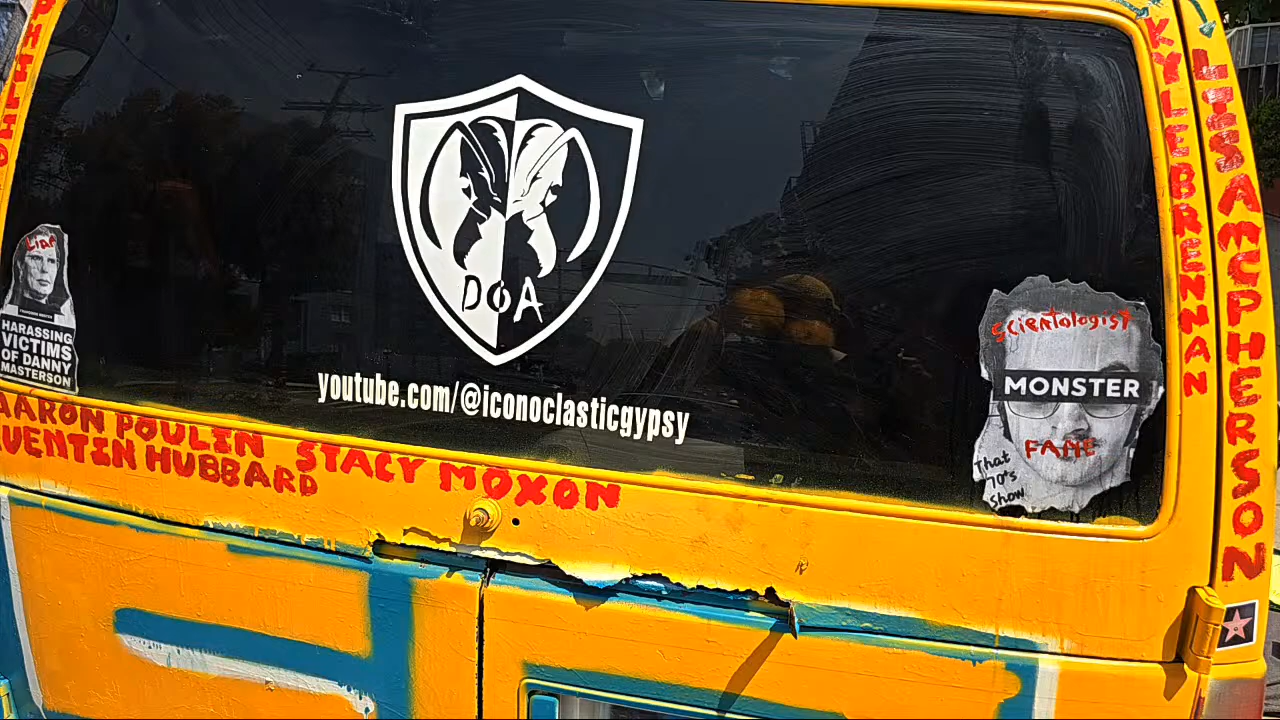 Liar
HARASSING
VICTIMS
OF DANNY
MASTERSON
DOA
youtube.com/@iconoclasticgypsy
scientologist
MONSTER
FAME
That
70's
Show
KYLE BRENNAN
LISA MCPHERSON
AARON POULIN
QUENTIN HUBBARD
STACY MOXON